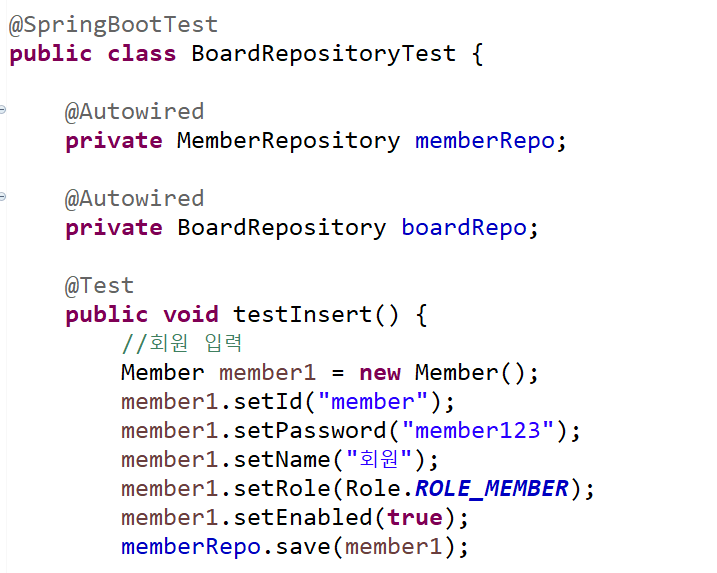 @SpringBootTest
public class BoardRepositoryTest {
@Autowired
private MemberRepository memberRepo;
@Autowired
private BoardRepository boardRepo;
@Test
public void testInsert() {
//회원 입력
Member member1 = new Member();
member1.setId("member");
member1.setPassword("member123");
member1.setName("회원");
member1.setRole(Role.ROLE_MEMBER);
member1.setEnabled(true);
memberRepo.save(member1);